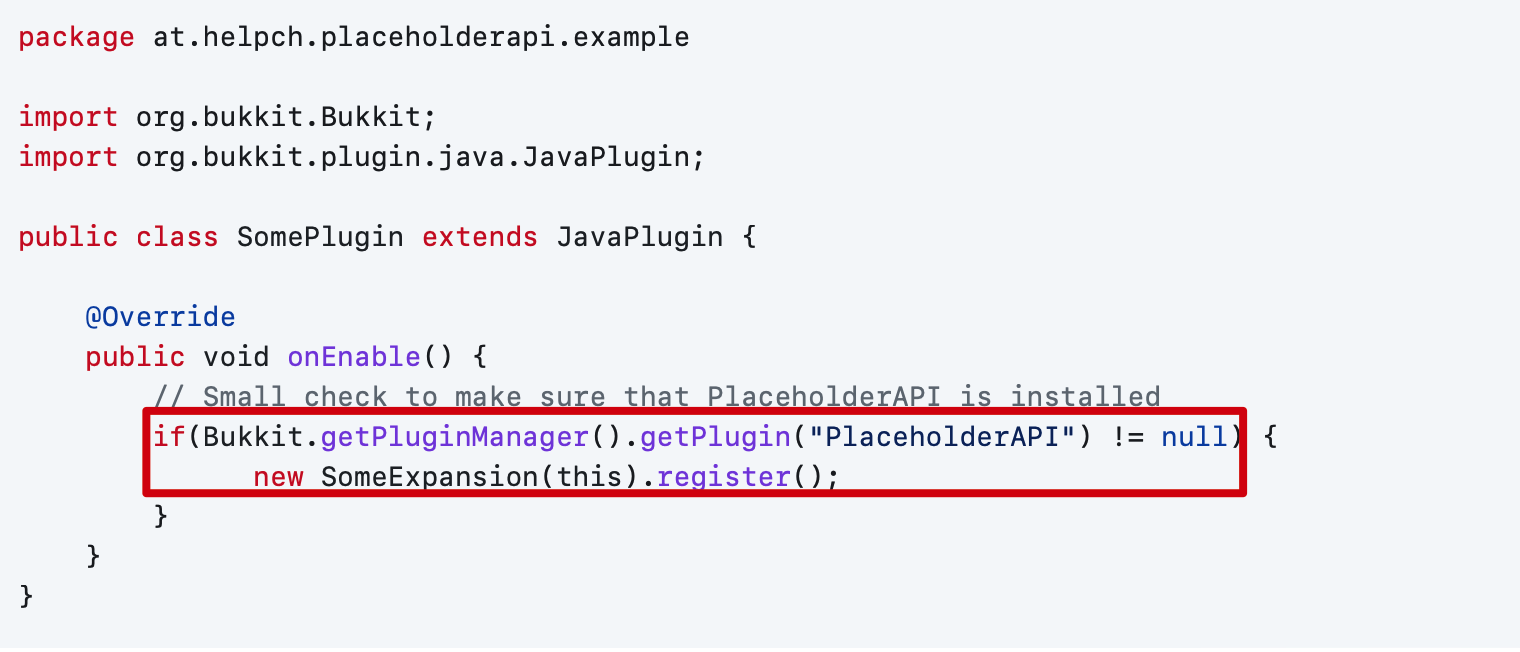 package at.helpch.placeholderapi.example
import org.bukkit.Bukkit;
import org.bukkit.plugin.java.JavaPlugin;
public class SomePlugin extends JavaPlugin {
@Override
public void onEnable() {
// Small check to make sure that PlaceholderAPI is installed
if(Bukkit.getPluginManager().getPlugin("PlaceholderAPI") != null) {
new SomeExpansion(this).register();
}
}
}